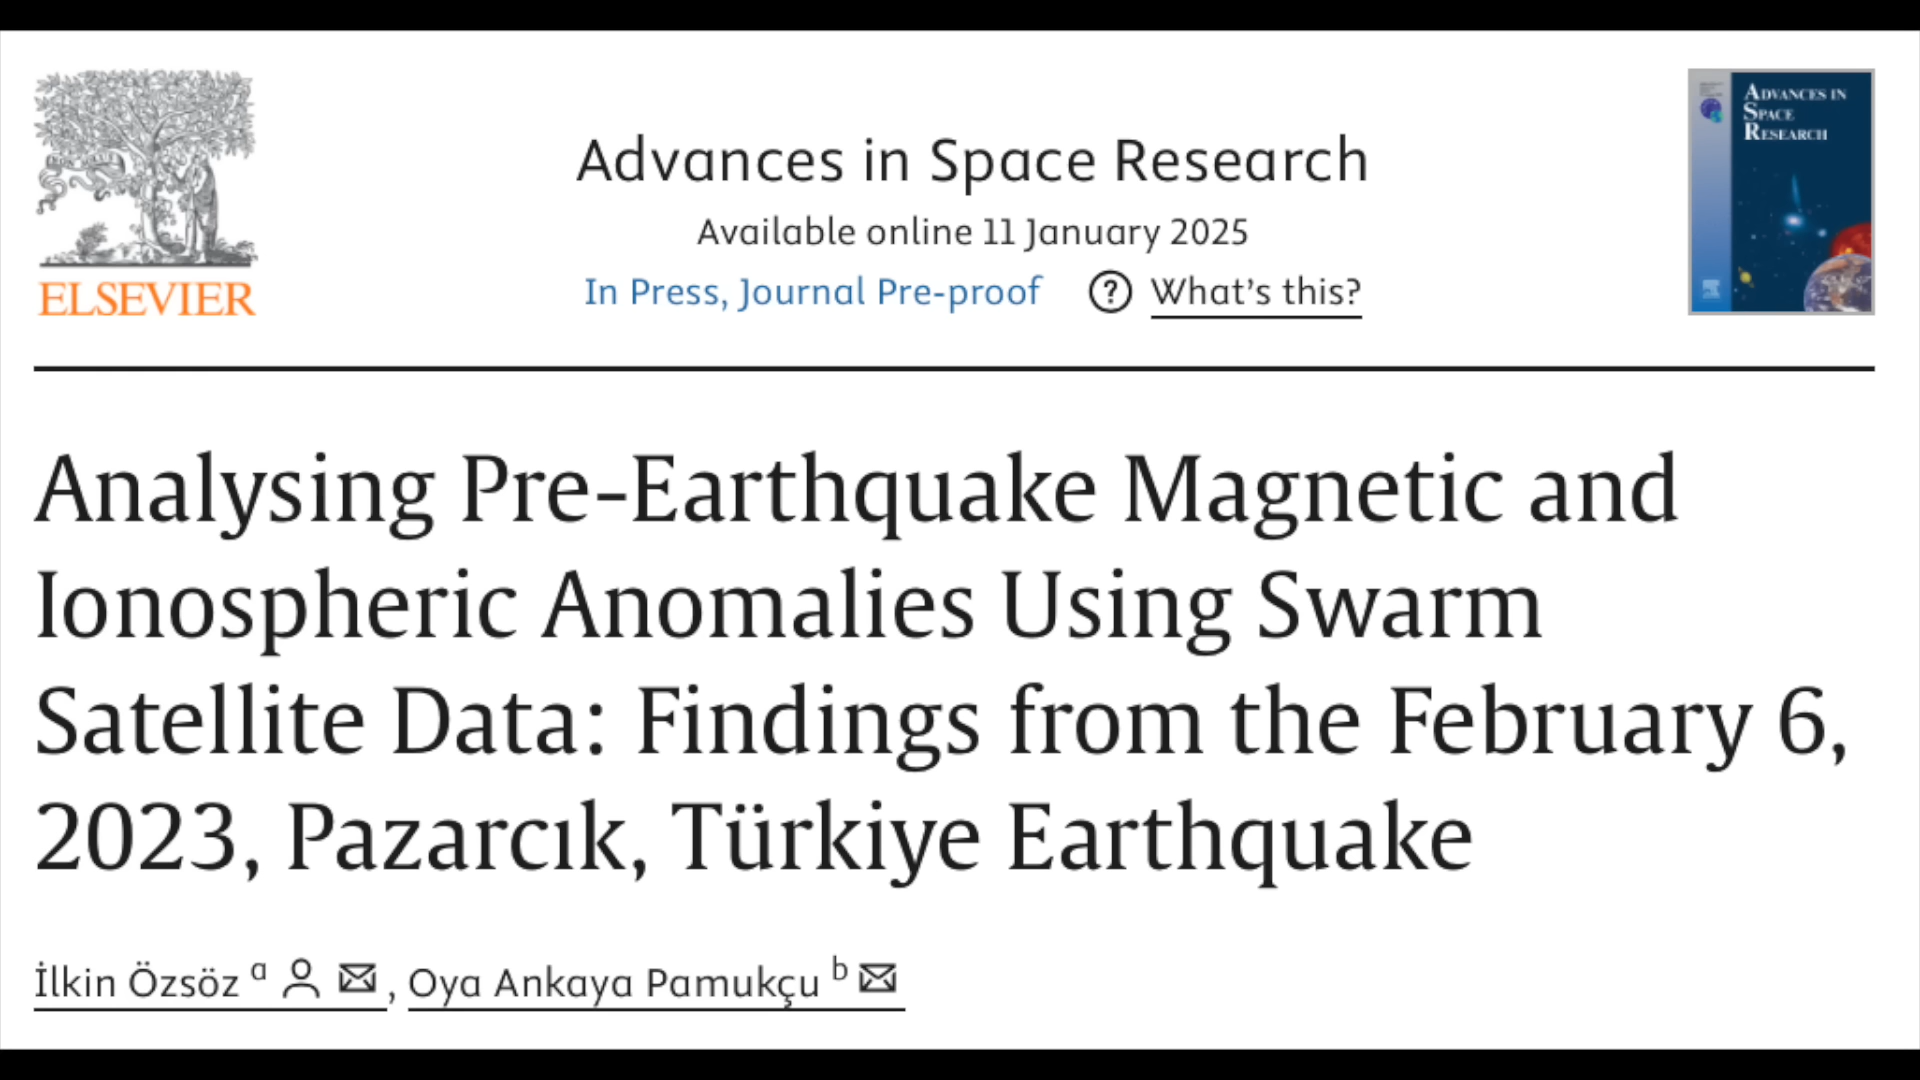 ELSEVIER
Advances in Space Research
Available online 11 January 2025
In Press, Journal Pre-proof ? What’s this?
ADVANCES IN
SPACE
RESEARCH
Analysing Pre-Earthquake Magnetic and
Ionospheric Anomalies Using Swarm
Satellite Data: Findings from the February 6,
2023, Pazarcık, Türkiye Earthquake
İlkin Özsöz a , Oya Ankaya Pamukçu b